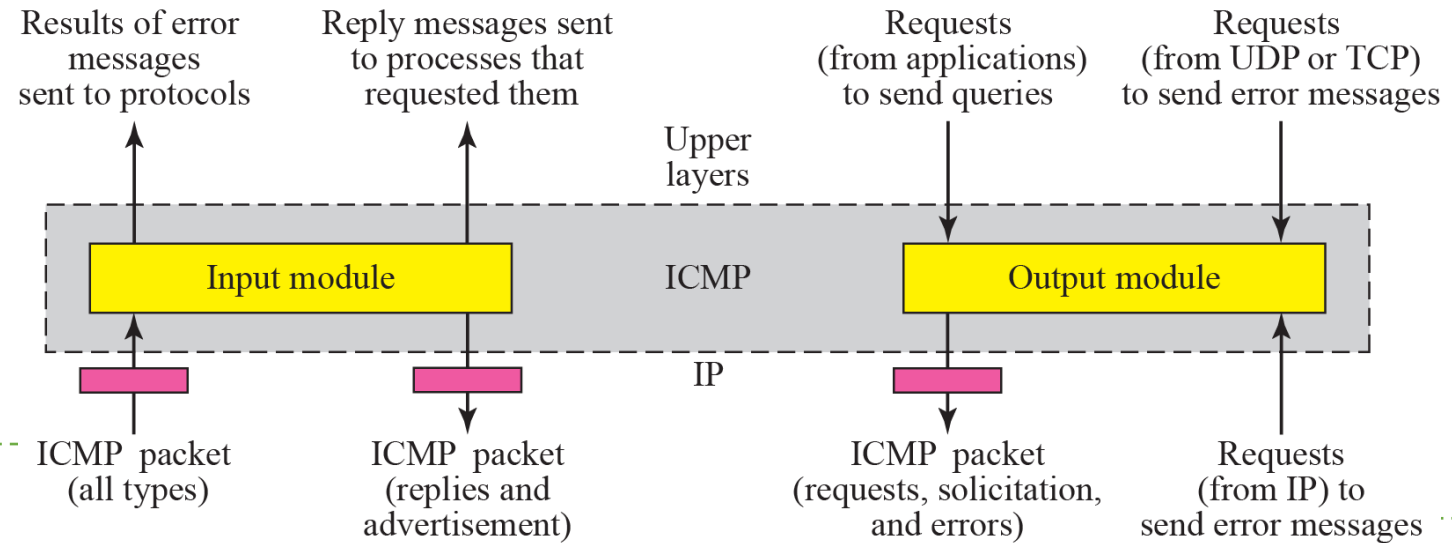 Results of error
messages
sent to protocols
Reply messages sent
to processes that
requested them
Requests
(from applications)
to send queries
Requests
(from UDP or TCP)
to send error messages
Upper
layers
Input module
ICMP
Output module
IP
ICMP packet
(all types)
ICMP packet
(replies and
advertisement)
ICMP packet
(requests, solicitation,
and errors)
Requests
(from IP) to
send error messages